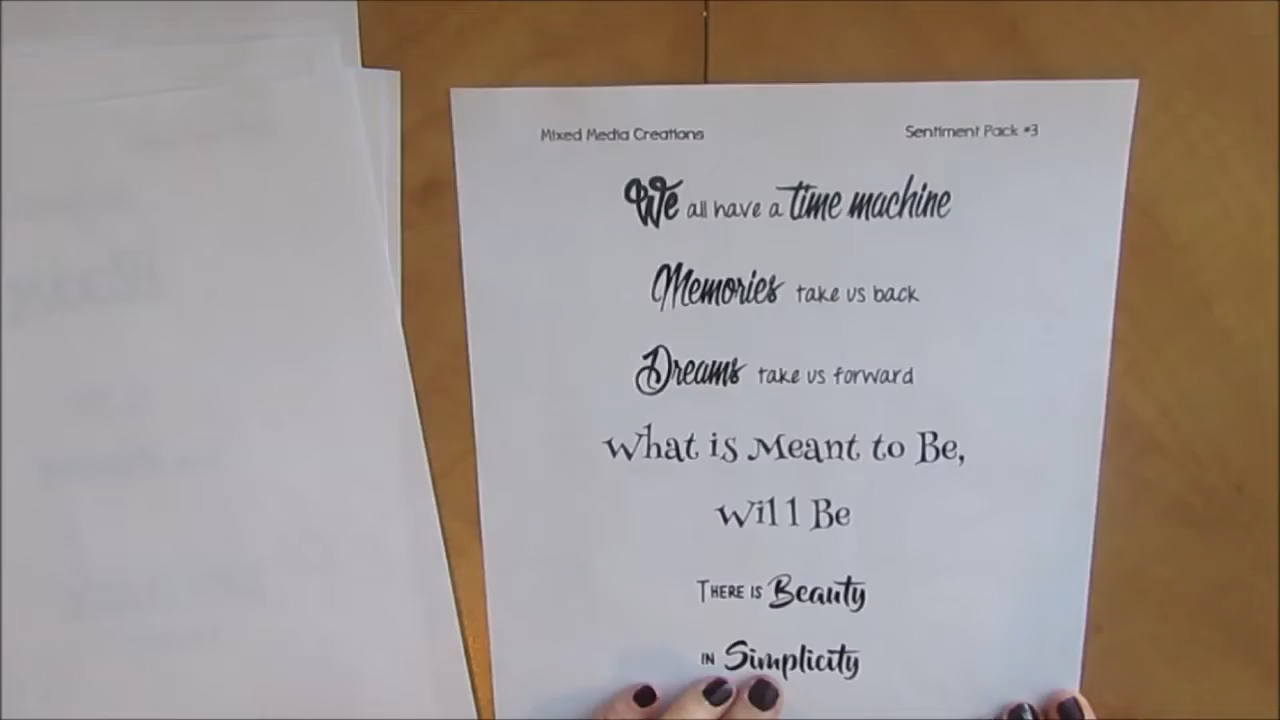 Mixed Media Creations Sentiment Pack #3
We all have a time machine
Memories take us back
Dreams take us forward
What is Meant to Be,
Will Be
THERE IS Beauty
IN Simplicity